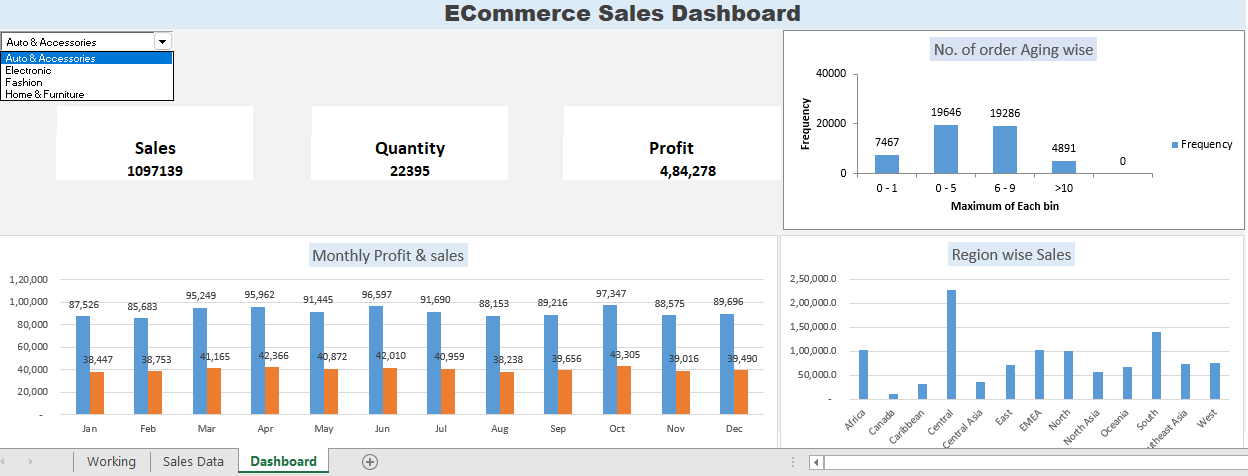 ECommerce Sales Dashboard
Auto & Accessories
Auto & Accessories
Electronic
Fashion
Home & Furniture
Sales
1097139
Quantity
22395
Profit
4,84,278
No. of order Aging wise
Frequency
40000
20000
0
7467
19646
19286
4891
0
0 - 1
0 - 5
6 - 9
>10
Maximum of Each bin
Frequency
Monthly Profit & sales
1,20,000
1,00,000
80,000
60,000
40,000
20,000
-
87,526
85,683
95,249
95,962
91,445
96,597
91,690
88,153
89,216
97,347
88,575
89,696
38,447
38,753
41,165
42,366
40,872
42,010
40,959
38,238
39,656
43,305
39,016
39,490
Jan
Feb
Mar
Apr
May
Jun
Jul
Aug
Sep
Oct
Nov
Dec
Region wise Sales
2,50,000.0
2,00,000.0
1,50,000.0
1,00,000.0
50,000.0
-
Africa
Canada
Caribbean
Central
Central Asia
East
EMEA
North
North Asia
Oceania
South
theast Asia
West
Working
Sales Data
Dashboard